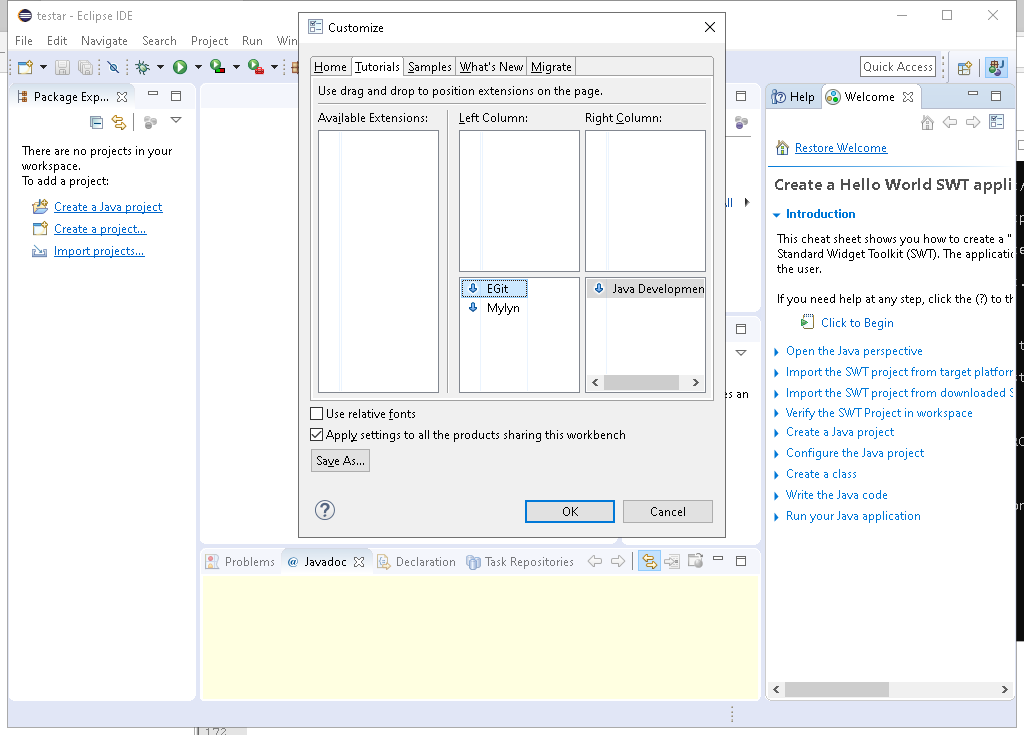 testar - Eclipse IDE
File Edit Navigate Search Project Run Win
Quick Access
Package Exp...
There are no projects in your
workspace.
To add a project:
Create a Java project
Create a project...
Import projects...
Customize
Home Tutorials Samples What's New Migrate
Use drag and drop to position extensions on the page.
Available Extensions:
Left Column:
Right Column:
EGit
Mylyn
Java Developmen
Use relative fonts
Apply settings to all the products sharing this workbench
Save As...
?
OK
Cancel
es an
Help Welcome
Restore Welcome
Create a Hello World SWT appli
Introduction
This cheat sheet shows you how to create a "
Standard Widget Toolkit (SWT). The applicatio
the user.
If you need help at any step, click the (?) to th
Click to Begin
Open the Java perspective
Import the SWT project from target platforn
Import the SWT project from downloaded S
Verify the SWT Project in workspace
Create a Java project
Configure the Java project
Create a class
Write the Java code
Run your Java application
Problems @ Javadoc Declaration Task Repositories
172